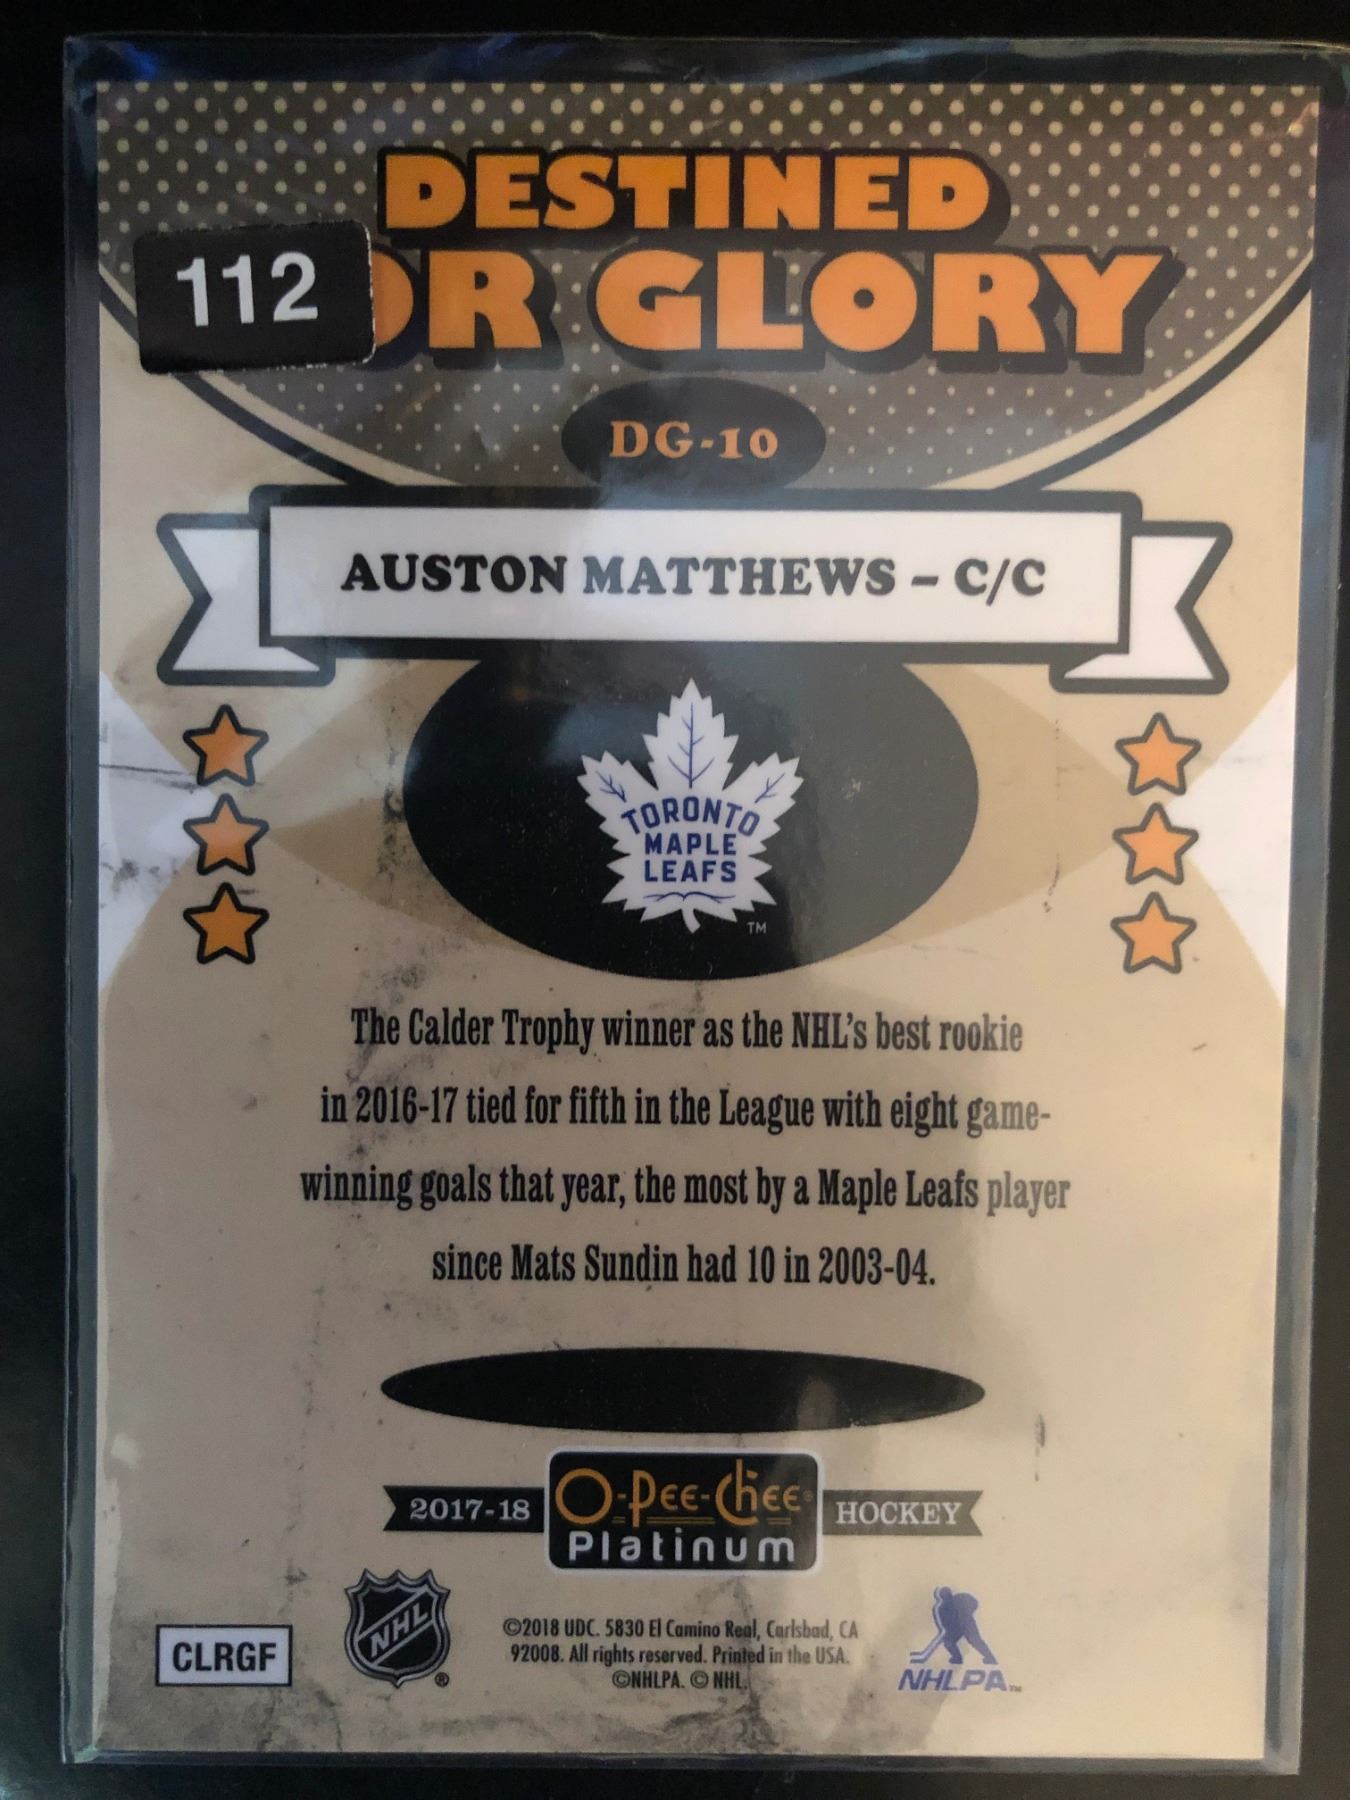 DESTINED
112
OR GLORY
DG-10
AUSTON MATTHEWS - C/C
TORONTO
MAPLE
LEAFS
TM
The Calder Trophy winner as the NHL's best rookie
in 2016-17 tied for fifth in the League with eight game-
winning goals that year, the most by a Maple Leafs player
since Mats Sundin had 10 in 2003-04.
2017-18
O-Pee-Chee
Platinum
HOCKEY
CLRGF
NHL
®
©2018 UDC. 5830 El Camino Real, Carlsbad, CA
92008. All rights reserved. Printed in the USA.
©NHLPA. © NHL.
NHLPA™